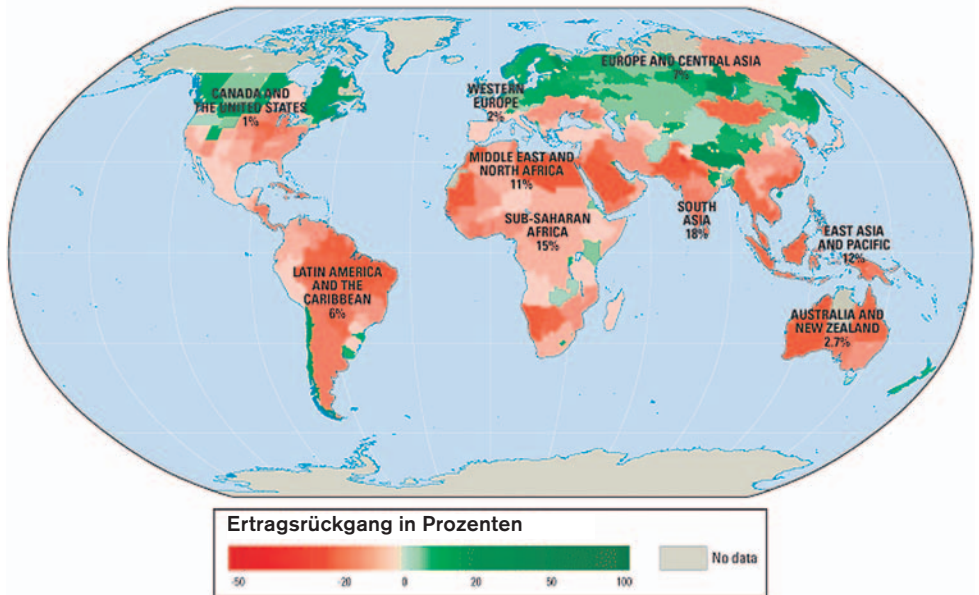 EUROPE AND CENTRAL ASIA
7%
WESTERN
EUROPE
2%
CANADA AND
THE UNITED STATES
1%
MIDDLE EAST AND
NORTH AFRICA
11%
SUB-SAHARAN
AFRICA
15%
SOUTH
ASIA
18%
EAST ASIA
AND PACIFIC
12%
LATIN AMERICA
AND THE
CARIBBEAN
6%
AUSTRALIA AND
NEW ZEALAND
2.7%
Ertragsrückgang in Prozenten
-50 -20 0 20 50 100
No data